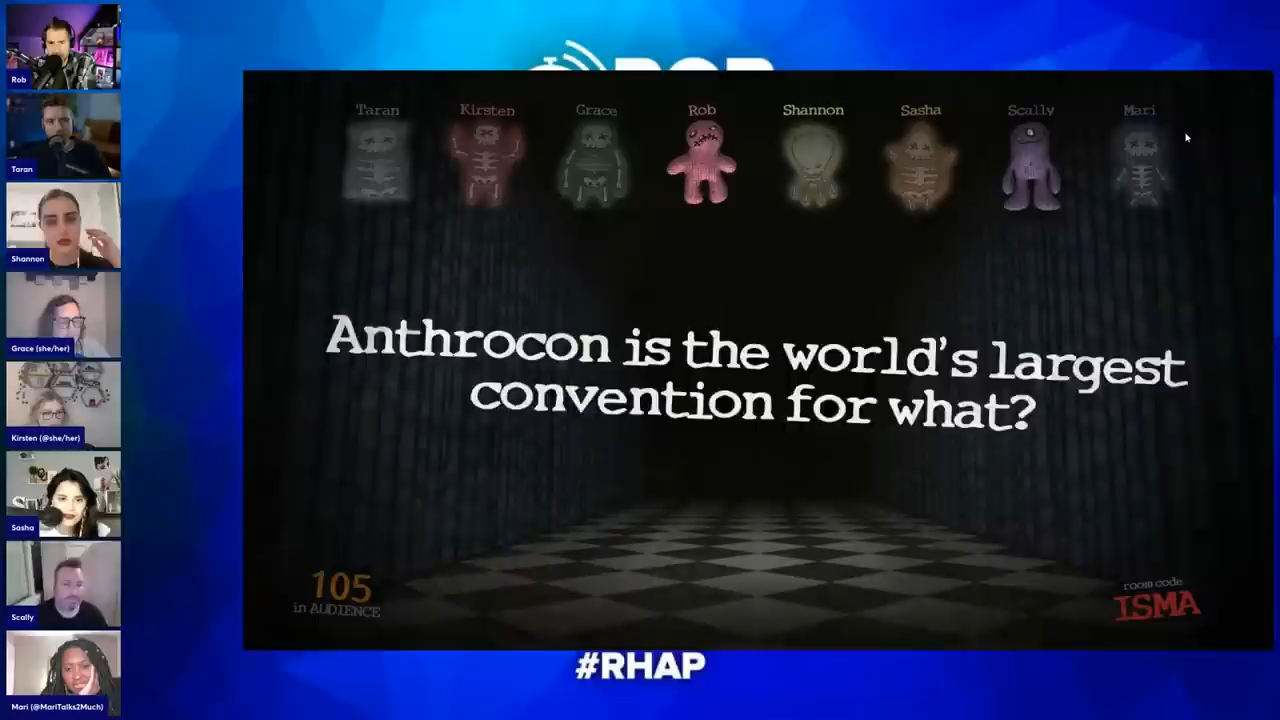 Rob
Taran
Shannon
Grace (she/her)
Kirsten (@she/her)
Sasha
Scally
Mari (@MariTalks2Much)
Taran Kirsten Grace Rob Shannon Sasha Scally Mari
Anthrocon is the world's largest
convention for what?
105
in AUDIENCE
room code
ISMA
#RHAP